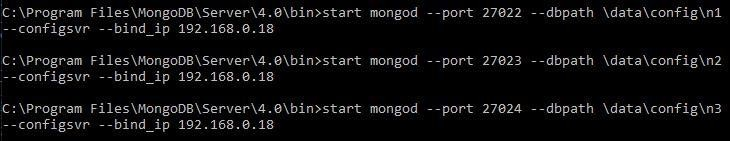 C:\Program Files\MongoDB\Server\4.0\bin>start mongod --port 27022 --dbpath \data\config\n1
--configsvr --bind_ip 192.168.0.18
C:\Program Files\MongoDB\Server\4.0\bin>start mongod --port 27023 --dbpath \data\config\n2
--configsvr --bind_ip 192.168.0.18
C:\Program Files\MongoDB\Server\4.0\bin>start mongod --port 27024 --dbpath \data\config\n3
--configsvr --bind_ip 192.168.0.18